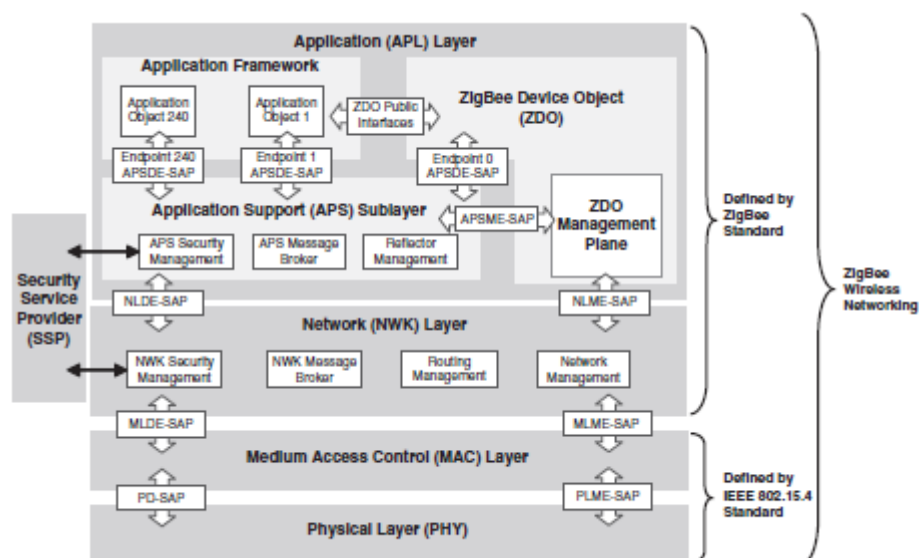 Application (APL) Layer
Application Framework
Application
Object 240
Application
Object 1
ZDO Public
Interfaces
ZigBee Device Object
(ZDO)
Endpoint 240
APSDE-SAP
Endpoint 1
APSDE-SAP
Endpoint 0
APSDE-SAP
Application Support (APS) Sublayer
APSME-SAP
ZDO
Management
Plane
APS Security
Management
APS Message
Broker
Reflector
Management
Security
Service
Provider
(SSP)
NLDE-SAP
NLME-SAP
Network (NWK) Layer
NWK Security
Management
NWK Message
Broker
Routing
Management
Network
Management
MLDE-SAP
MLME-SAP
Medium Access Control (MAC) Layer
PD-SAP
PLME-SAP
Physical Layer (PHY)
Defined by
ZigBee
Standard
Defined by
IEEE 802.15.4
Standard
ZigBee
Wireless
Networking